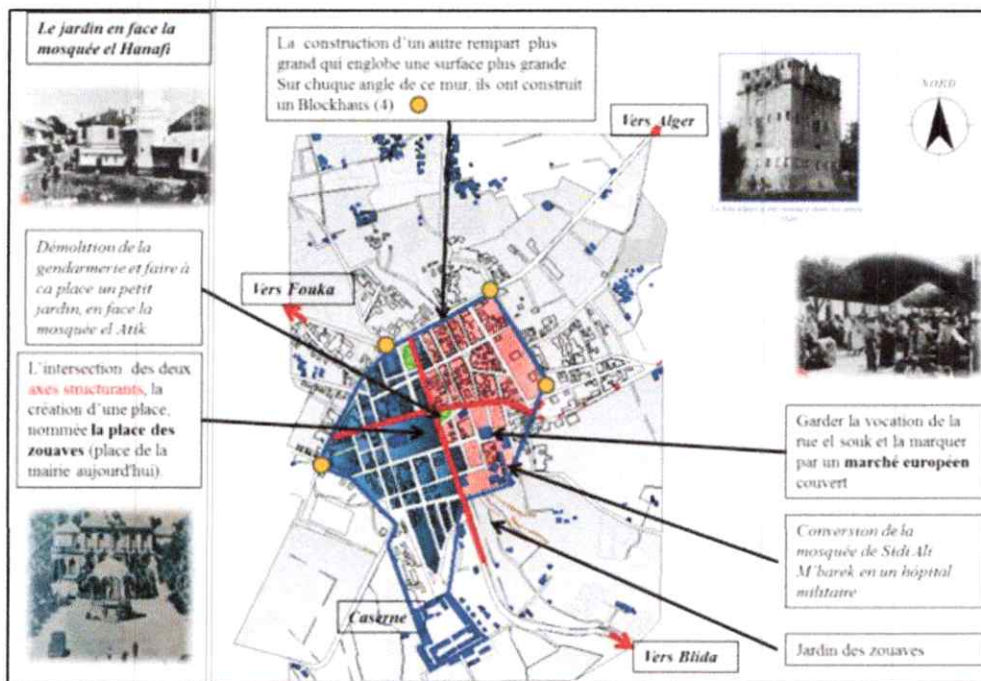 Le jardin en face la
mosquée el Hanafi
La construction d'un autre rempart plus
grand qui englobe une surface plus grande.
Sur chuque angle de ce mur, ils ont construit
un Blockhaus (4)
NORD
Vers Alger
Démolition de la
gendarmerie et faire à
ca place un petit
jardin, en face la
mosquée el Atik
Vers Fouka
L'intersection des deux
axes structurants, la
création d'une place,
nommée la place des
zouaves (place de la
mairie aujourd'hui).
Garder la vocation de la
rue el souk et la marquer
par un marché européen
couvert
Conversion de la
mosquée de Sidi Ali
M'barek en un hôpital
militaire
Caserne
Jardin des zouaves
Vers Blida